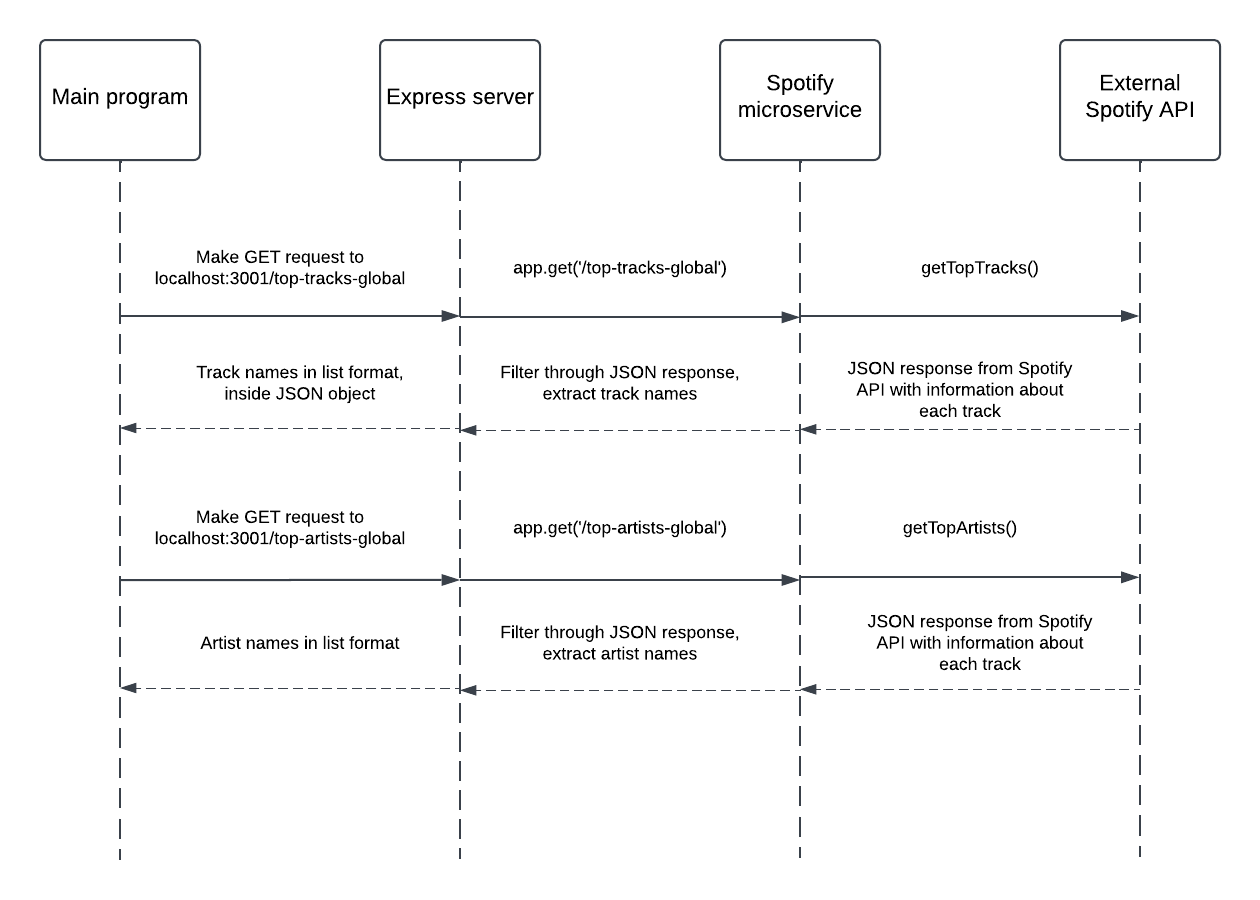 Main program
Express server
Spotify
microservice
External
Spotify API
Make GET request to
localhost:3001/top-tracks-global
app.get('/top-tracks-global')
getTopTracks()
Track names in list format,
inside JSON object
Filter through JSON response,
extract track names
JSON response from Spotify
API with information about
each track
Make GET request to
localhost:3001/top-artists-global
app.get('/top-artists-global')
getTopArtists()
Artist names in list format
Filter through JSON response,
extract artist names
JSON response from Spotify
API with information about
each track